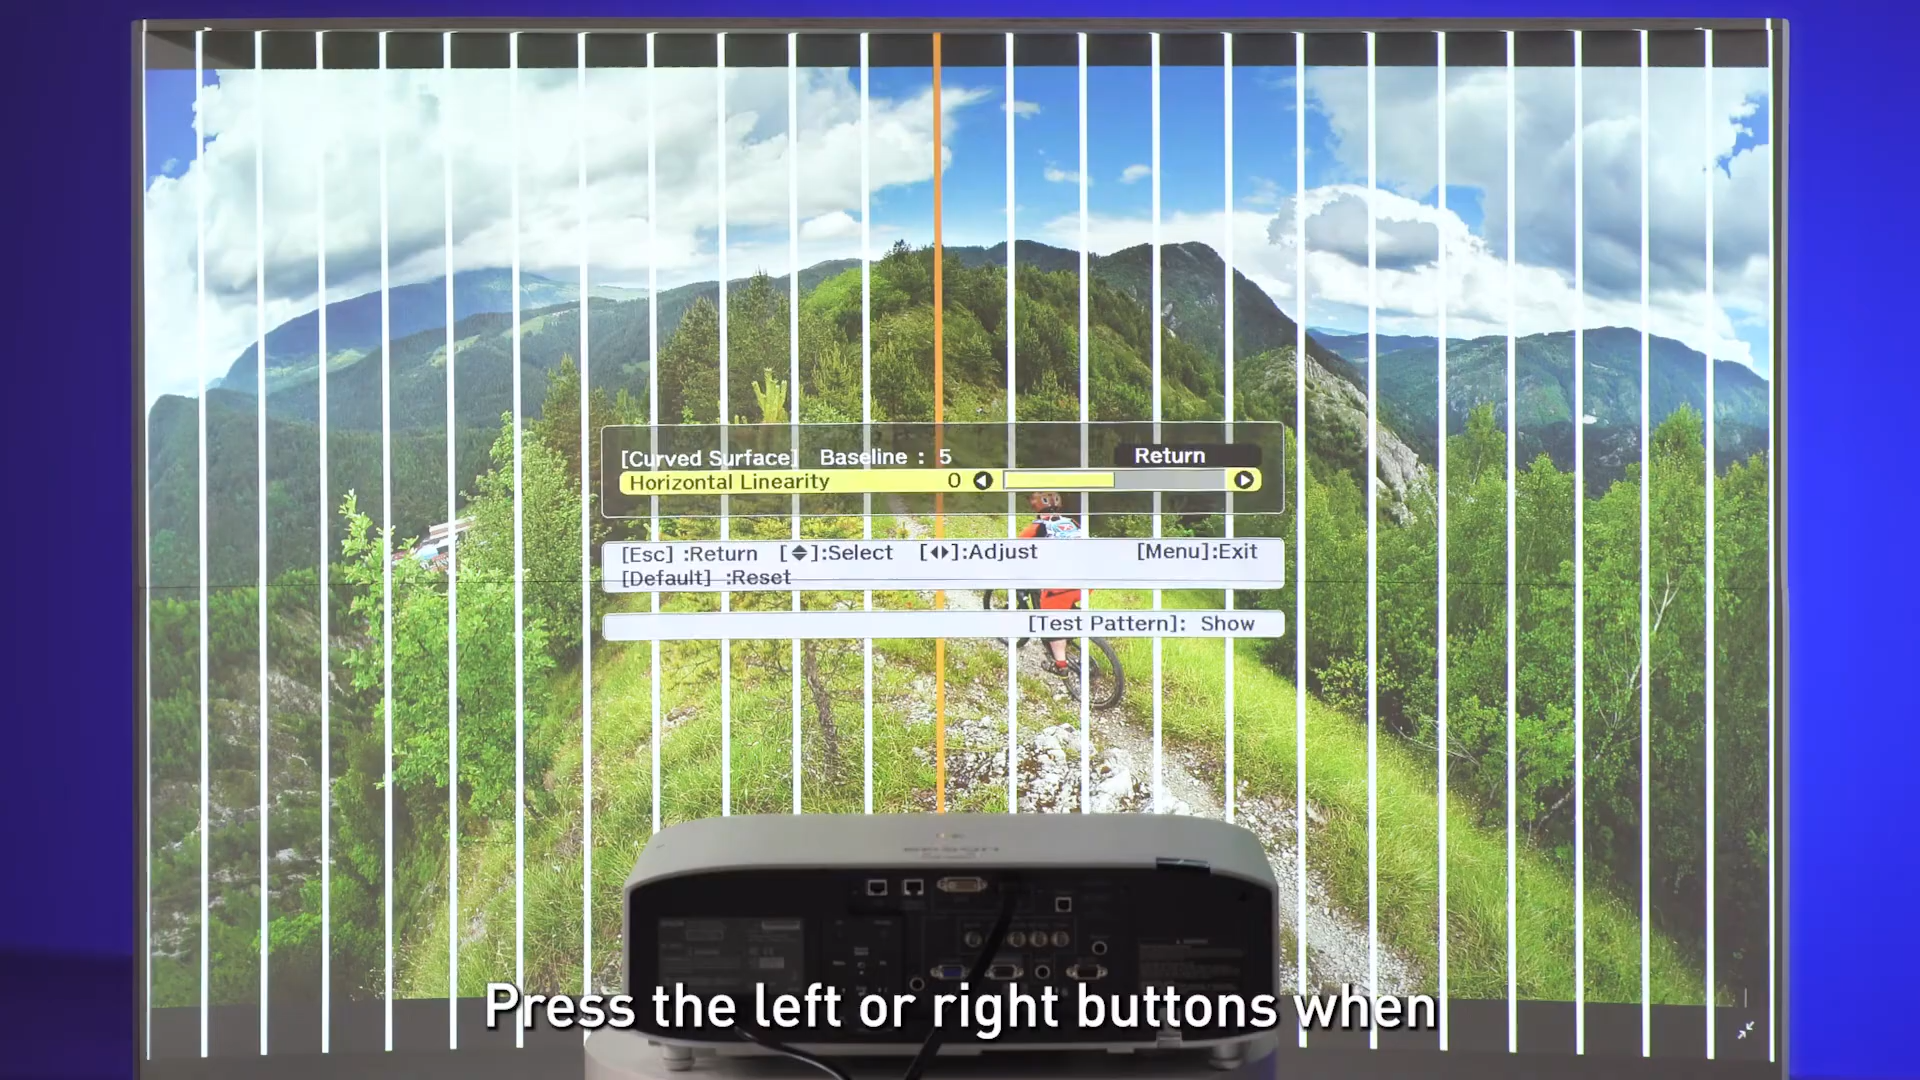 [Curved Surface] Baseline : 5 Return
Horizontal Linearity 0
[Esc] :Return [◆]:Select [◀▶]:Adjust [Menu]:Exit
[Default] :Reset
[Test Pattern]: Show
EPSON
Press the left or right buttons when